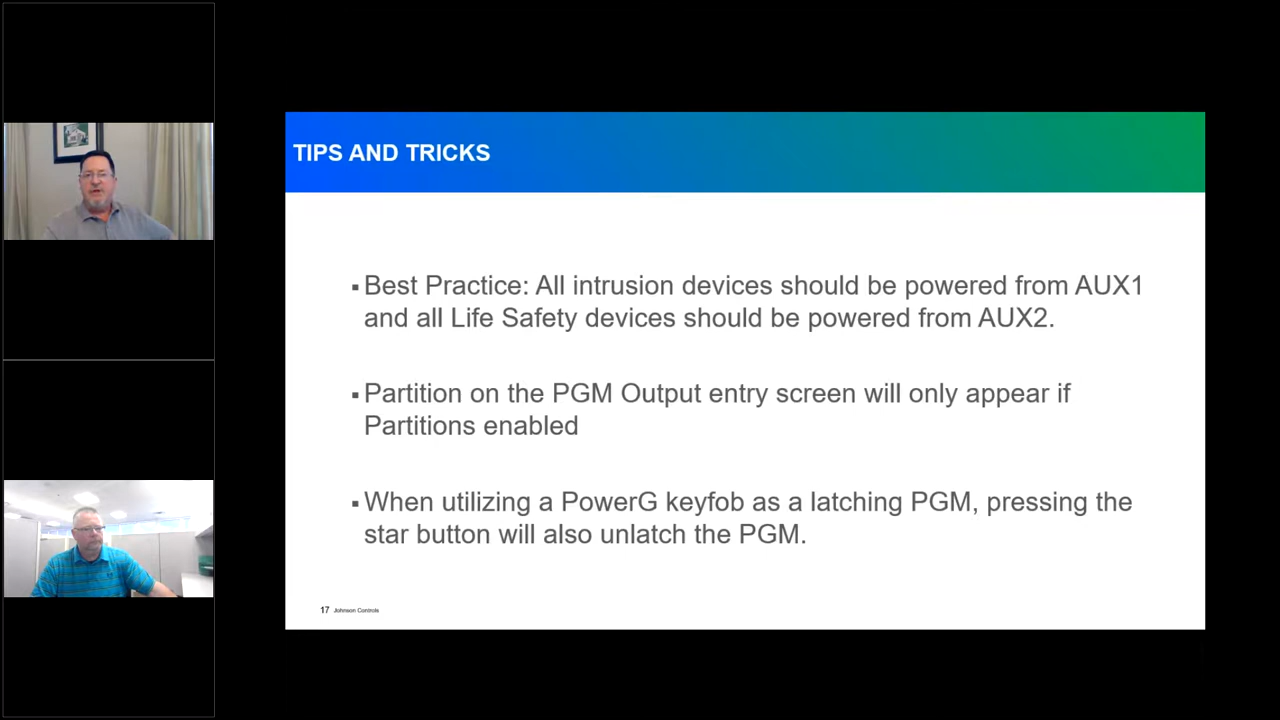 TIPS AND TRICKS
▪ Best Practice: All intrusion devices should be powered from AUX1
and all Life Safety devices should be powered from AUX2.
▪ Partition on the PGM Output entry screen will only appear if
Partitions enabled
▪ When utilizing a PowerG keyfob as a latching PGM, pressing the
star button will also unlatch the PGM.
17 Johnson Controls